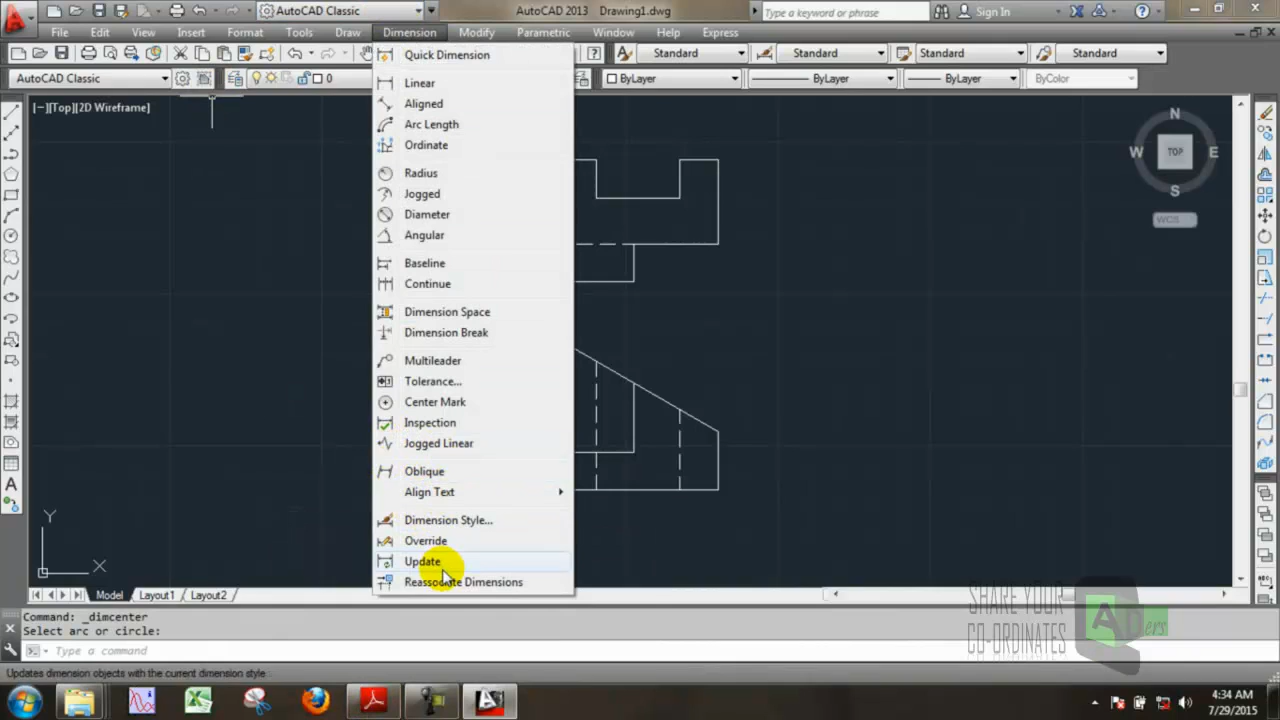 AutoCAD Classic
AutoCAD 2013 Drawing1.dwg
Type a keyword or phrase
Sign In
File Edit View Insert Format Tools Draw Dimension Modify Parametric Window Help Express
Standard Standard Standard Standard
AutoCAD Classic 0 ByLayer ByLayer ByLayer ByColor
[−][Top][2D Wireframe]
Quick Dimension
Linear
Aligned
Arc Length
Ordinate
Radius
Jogged
Diameter
Angular
Baseline
Continue
Dimension Space
Dimension Break
Multileader
Tolerance...
Center Mark
Inspection
Jogged Linear
Oblique
Align Text
Dimension Style...
Override
Update
Reassociate Dimensions
N
W TOP E
S
WCS
Y
X
Model Layout1 Layout2
Command: _dimcenter
Select arc or circle:
Type a command
Updates dimension objects with the current dimension style
SHARE YOUR
CO-ORDINATES
ADers
4:34 AM
7/29/2015